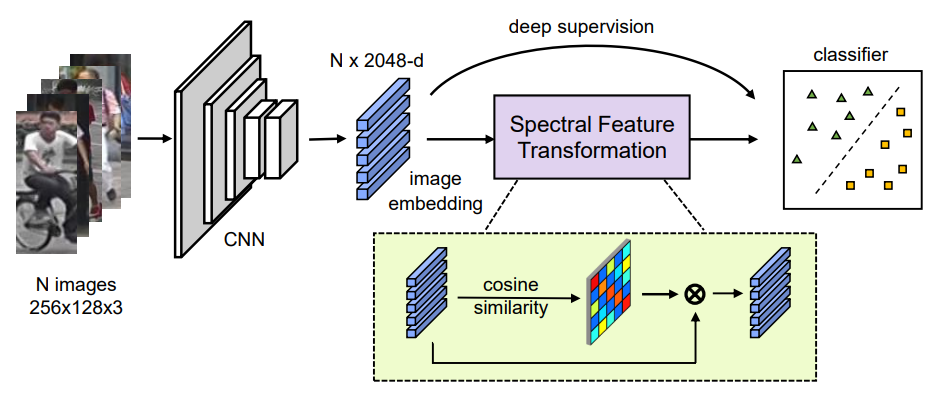 deep supervision
N x 2048-d
classifier
Spectral Feature
Transformation
image
embedding
CNN
N images
256x128x3
cosine
similarity